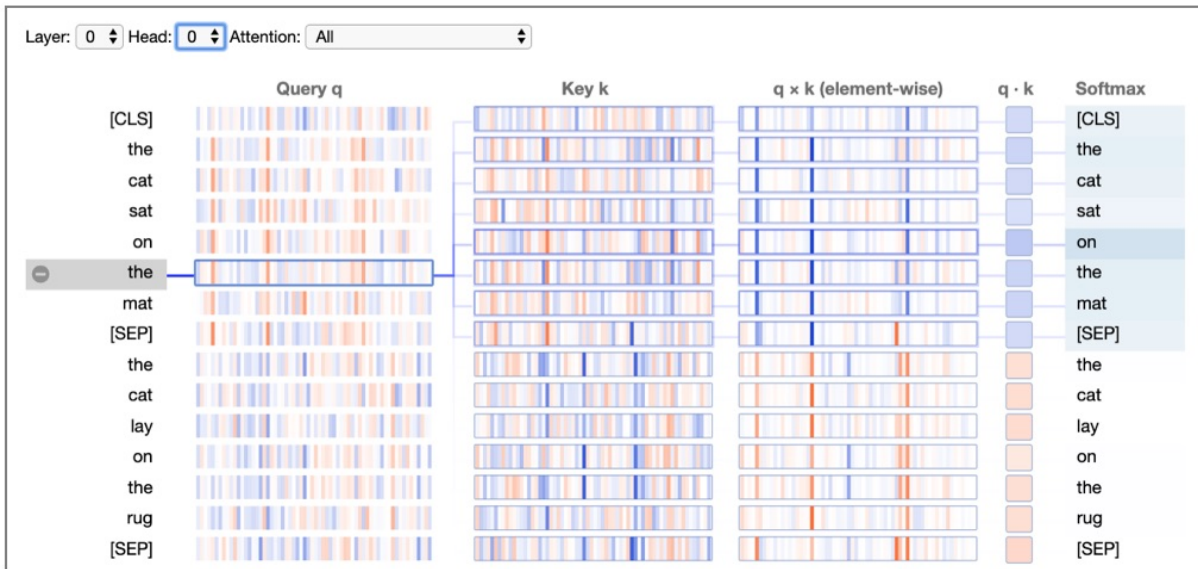 Layer: 0 Head: 0 Attention: All
Query q Key k q × k (element-wise) q · k Softmax
[CLS] [CLS]
the the
cat cat
sat sat
on on
the the
mat mat
[SEP] [SEP]
the the
cat cat
lay lay
on on
the the
rug rug
[SEP] [SEP]